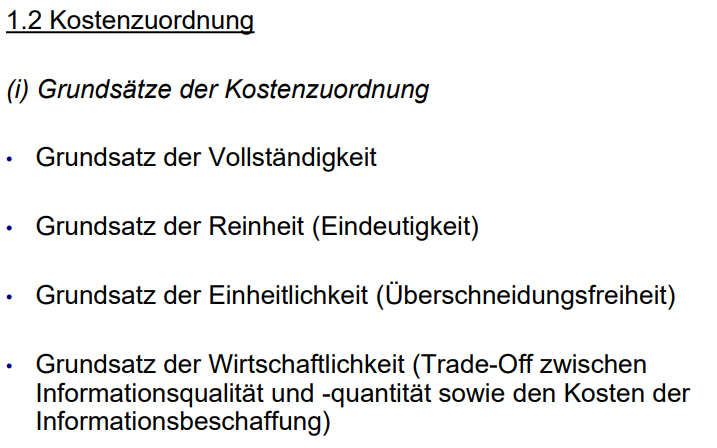 1.2 Kostenzuordnung
(i) Grundsätze der Kostenzuordnung
• Grundsatz der Vollständigkeit
• Grundsatz der Reinheit (Eindeutigkeit)
• Grundsatz der Einheitlichkeit (Überschneidungsfreiheit)
• Grundsatz der Wirtschaftlichkeit (Trade-Off zwischen
Informationsqualität und -quantität sowie den Kosten der
Informationsbeschaffung)